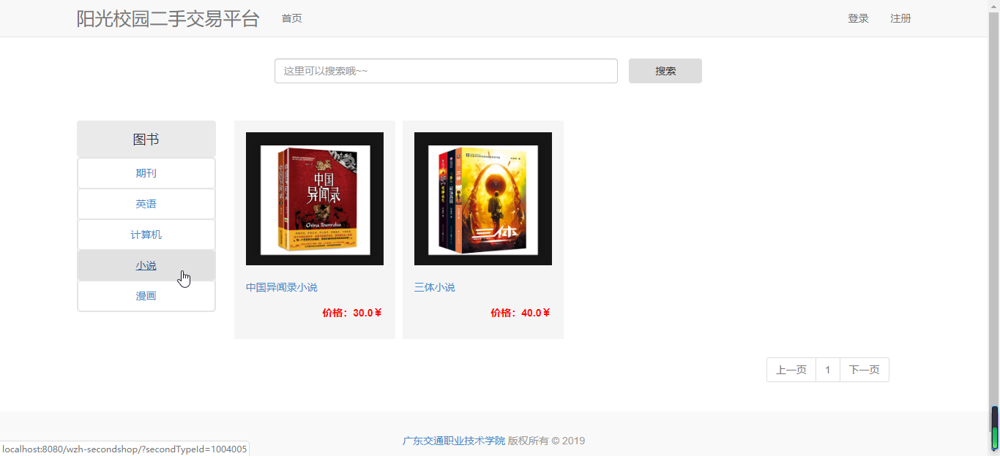 阳光校园二手交易平台 首页 登录 注册
这里可以搜索哦~~ 搜索
图书
期刊
英语
计算机
小说
漫画
中国
异闻录
China Ibunroku
三体
中国异闻录小说
价格：30.0￥
三体小说
价格：40.0￥
上一页 1 下一页
广东交通职业技术学院 版权所有 © 2019
localhost:8080/wzh-secondshop/?secondTypeId=1004005